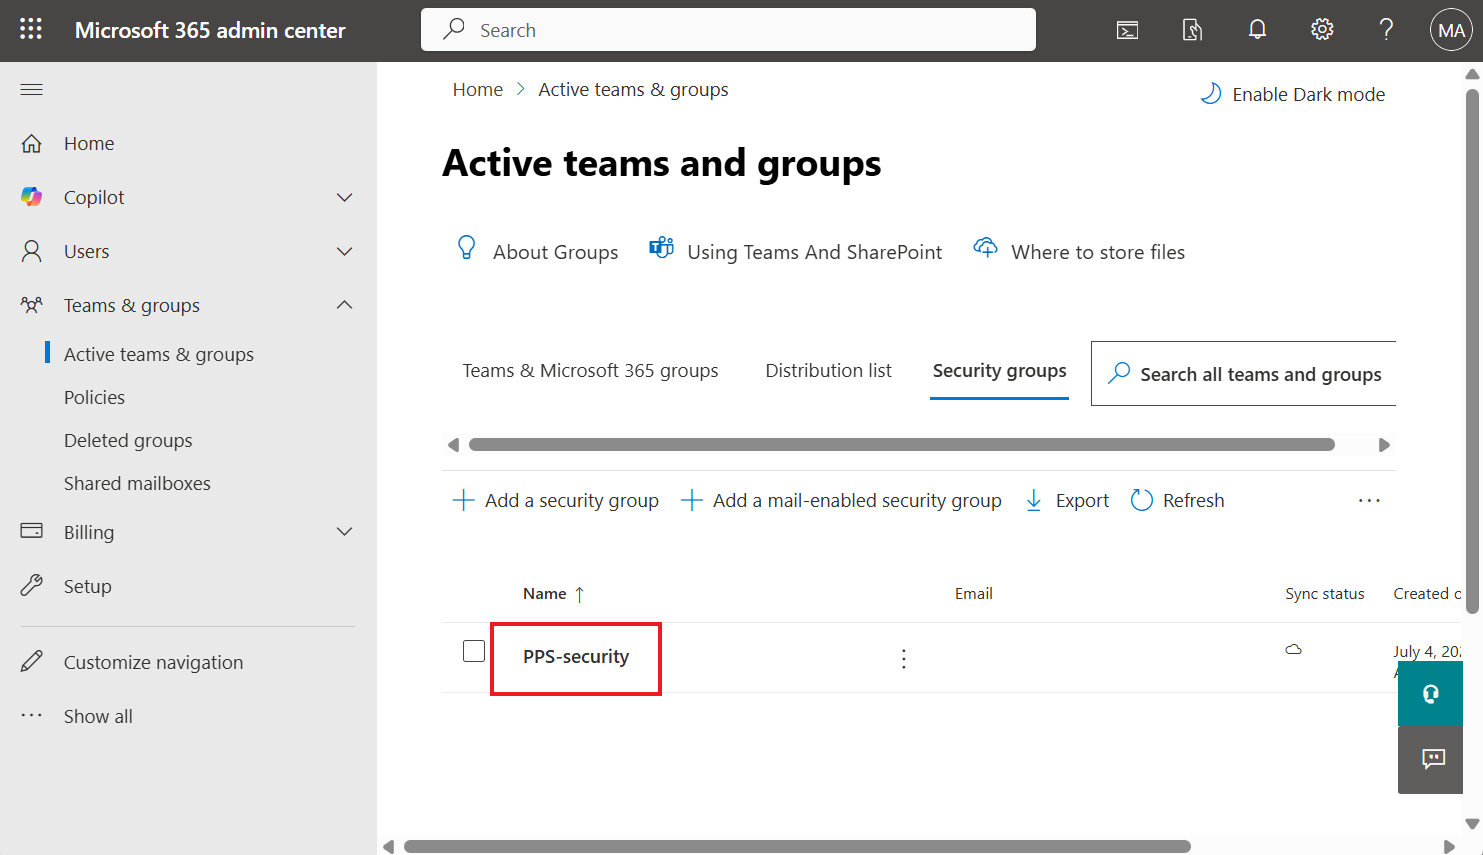 Microsoft 365 admin center
Search
MA
Home
Copilot
Users
Teams & groups
Active teams & groups
Policies
Deleted groups
Shared mailboxes
Billing
Setup
Customize navigation
Show all
Home > Active teams & groups
Enable Dark mode
Active teams and groups
About Groups Using Teams And SharePoint Where to store files
Teams & Microsoft 365 groups Distribution list Security groups Search all teams and groups
Add a security group Add a mail-enabled security group Export Refresh
Name ↑ Email Sync status Created
PPS-security July 4,